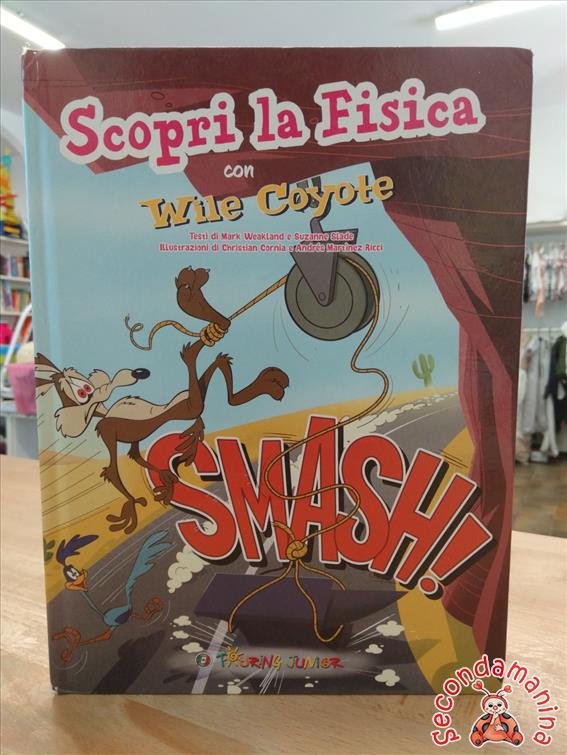 Scopri la Fisica
con
Wile Coyote
Testi di Mark Weakland e Suzanne Slade
Illustrazioni di Christian Cornia e Andrés Martínez Ricci
SMASH!
TOURING JUNIOR
Secondamanina